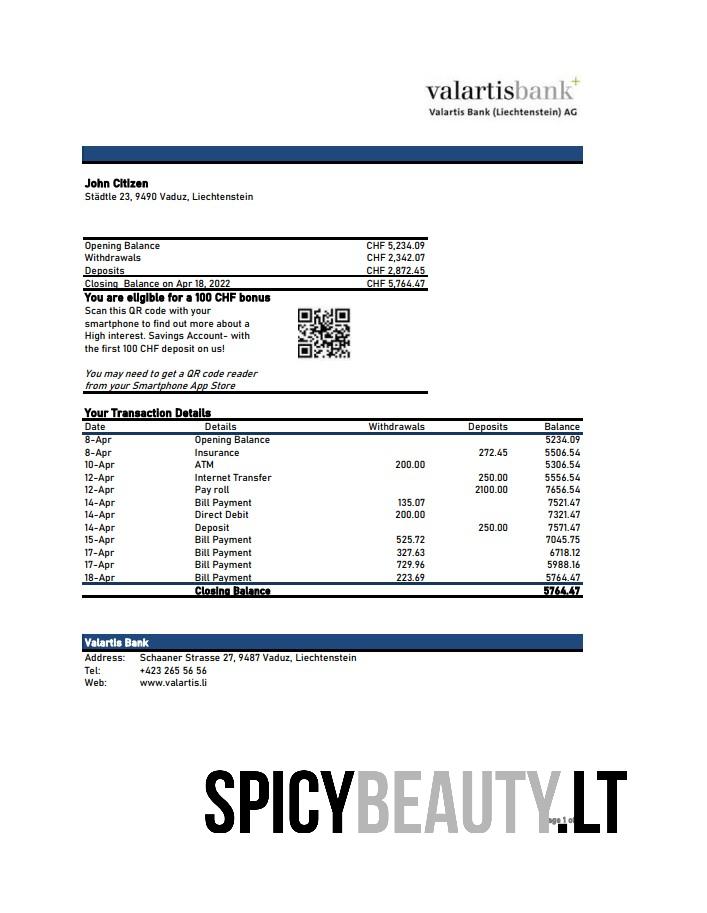 valartisbank+
Valartis Bank (Liechtenstein) AG
John Citizen
Städtle 23, 9490 Vaduz, Liechtenstein
Opening Balance CHF 5,234.09
Withdrawals CHF 2,342.07
Deposits CHF 2,872.45
Closing Balance on Apr 18, 2022 CHF 5,764.47
You are eligible for a 100 CHF bonus
Scan this QR code with your
smartphone to find out more about a
High interest. Savings Account- with
the first 100 CHF deposit on us!
You may need to get a QR code reader
from your Smartphone App Store
Your Transaction Details
Date Details Withdrawals Deposits Balance
8-Apr Opening Balance 5234.09
8-Apr Insurance 272.45 5506.54
10-Apr ATM 200.00 5306.54
12-Apr Internet Transfer 250.00 5556.54
12-Apr Pay roll 2100.00 7656.54
14-Apr Bill Payment 135.07 7521.47
14-Apr Direct Debit 200.00 7321.47
14-Apr Deposit 250.00 7571.47
15-Apr Bill Payment 525.72 7045.75
17-Apr Bill Payment 327.63 6718.12
17-Apr Bill Payment 729.96 5988.16
18-Apr Bill Payment 223.69 5764.47
Closing Balance 5764.47
Valartis Bank
Address: Schaaner Strasse 27, 9487 Vaduz, Liechtenstein
Tel: +423 265 56 56
Web: www.valartis.li
SPICYBEAUTY.LT